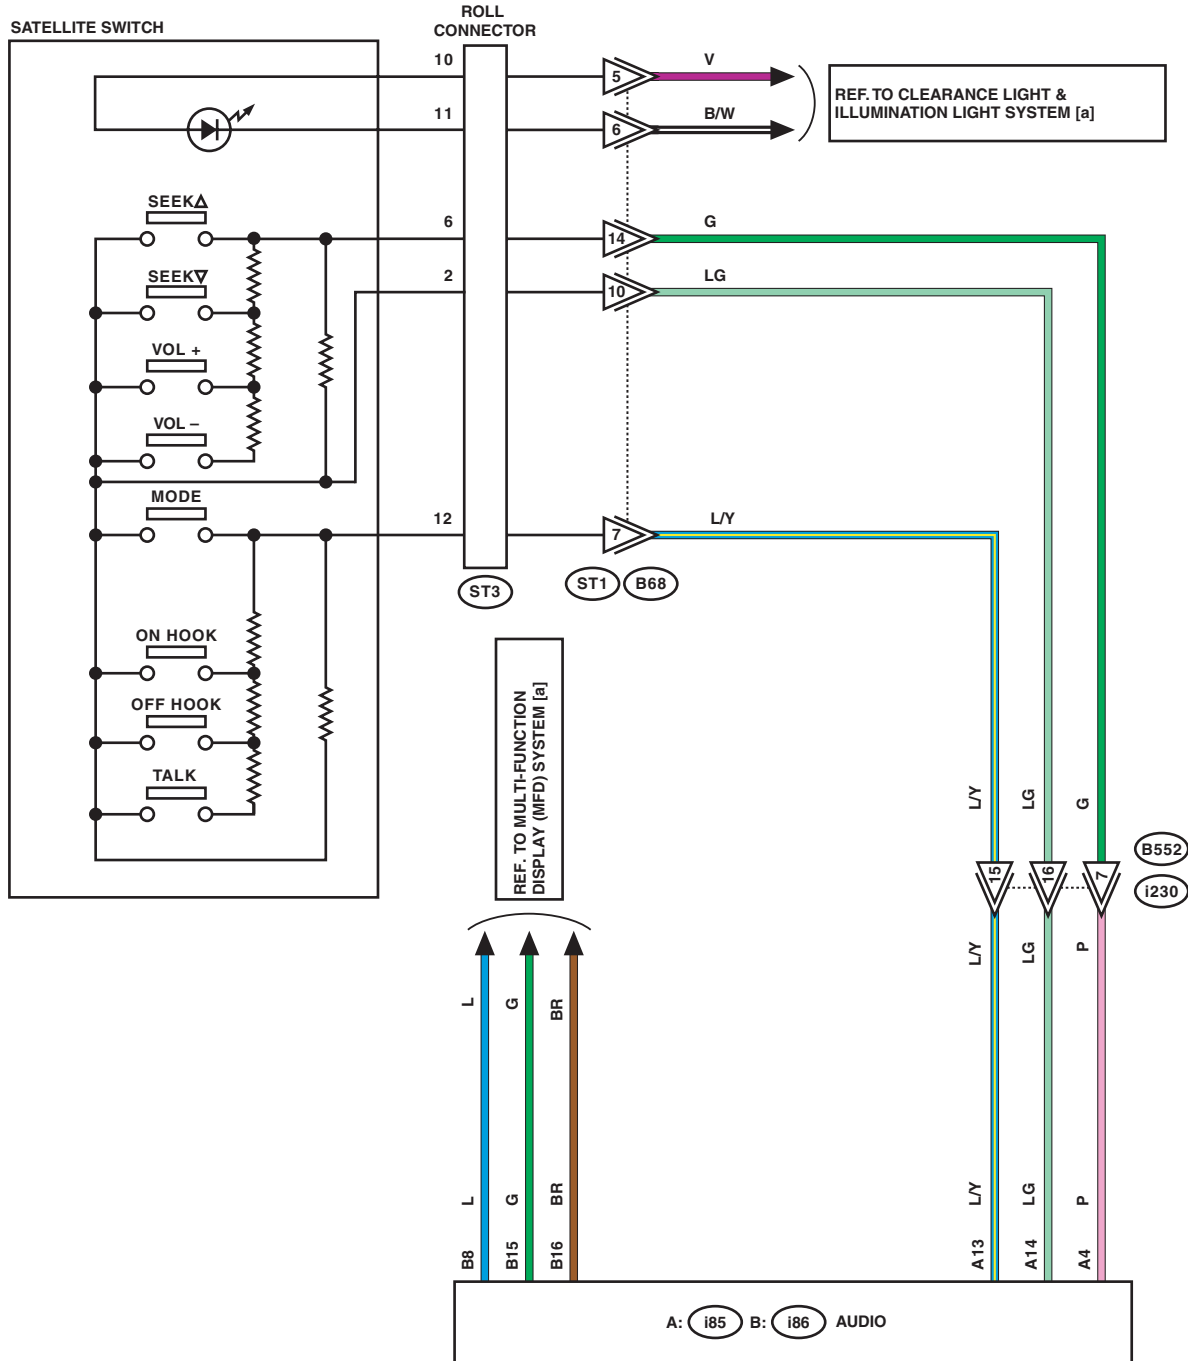 SATELLITE SWITCH
ROLL
CONNECTOR
10
5
V
REF. TO CLEARANCE LIGHT &
ILLUMINATION LIGHT SYSTEM [a]
11
6
B/W
SEEK△
6
14
G
SEEK▽
2
10
LG
VOL +
VOL –
MODE
12
7
L/Y
ST3
ST1
B68
ON HOOK
OFF HOOK
TALK
REF. TO MULTI-FUNCTION
DISPLAY (MFD) SYSTEM [a]
L/Y
LG
G
15
16
7
B552
i230
L/Y
LG
P
L
G
BR
L
G
BR
L/Y
LG
P
B8
B15
B16
A13
A14
A4
A: i85 B: i86 AUDIO